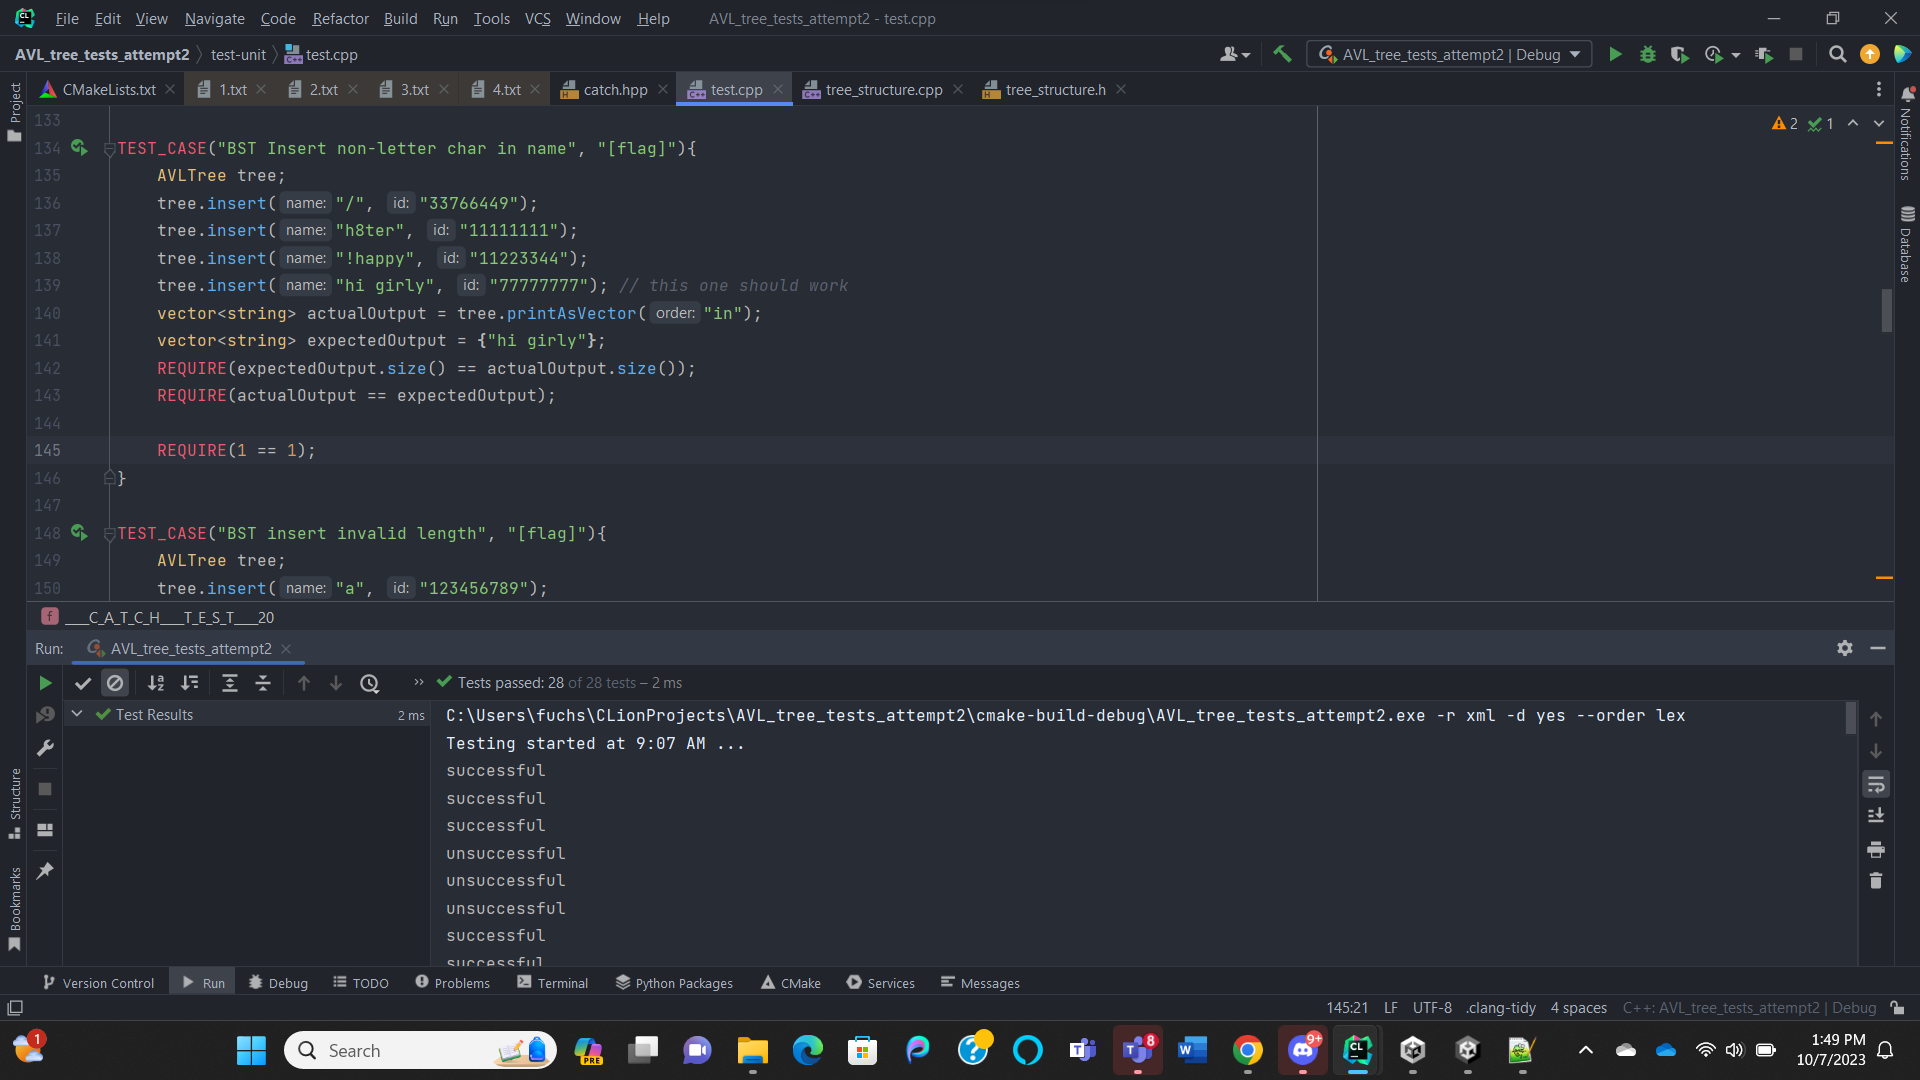 File Edit View Navigate Code Refactor Build Run Tools VCS Window Help AVL_tree_tests_attempt2 - test.cpp
AVL_tree_tests_attempt2 test-unit test.cpp AVL_tree_tests_attempt2 | Debug
Project CMakeLists.txt 1.txt 2.txt 3.txt 4.txt catch.hpp test.cpp tree_structure.cpp tree_structure.h
Notifications
Database
2 1
133
134 TEST_CASE("BST Insert non-letter char in name", "[flag]"){
135 AVLTree tree;
136 tree.insert( name: "/", id: "33766449");
137 tree.insert( name: "h8ter", id: "11111111");
138 tree.insert( name: "!happy", id: "11223344");
139 tree.insert( name: "hi girly", id: "77777777"); // this one should work
140 vector<string> actualOutput = tree.printAsVector( order: "in");
141 vector<string> expectedOutput = {"hi girly"};
142 REQUIRE(expectedOutput.size() == actualOutput.size());
143 REQUIRE(actualOutput == expectedOutput);
144
145 REQUIRE(1 == 1);
146 }
147
148 TEST_CASE("BST insert invalid length", "[flag]"){
149 AVLTree tree;
150 tree.insert( name: "a", id: "123456789");
f ____C_A_T_C_H____T_E_S_T____20
Run: AVL_tree_tests_attempt2
Tests passed: 28 of 28 tests – 2 ms
Test Results 2 ms
C:\Users\fuchs\CLionProjects\AVL_tree_tests_attempt2\cmake-build-debug\AVL_tree_tests_attempt2.exe -r xml -d yes --order lex
Testing started at 9:07 AM ...
successful
successful
successful
unsuccessful
unsuccessful
unsuccessful
successful
successful
Structure
Bookmarks
Version Control Run Debug TODO Problems Terminal Python Packages CMake Services Messages
145:21 LF UTF-8 .clang-tidy 4 spaces C++: AVL_tree_tests_attempt2 | Debug
1 Search PRE 8 9+ 1:49 PM
10/7/2023